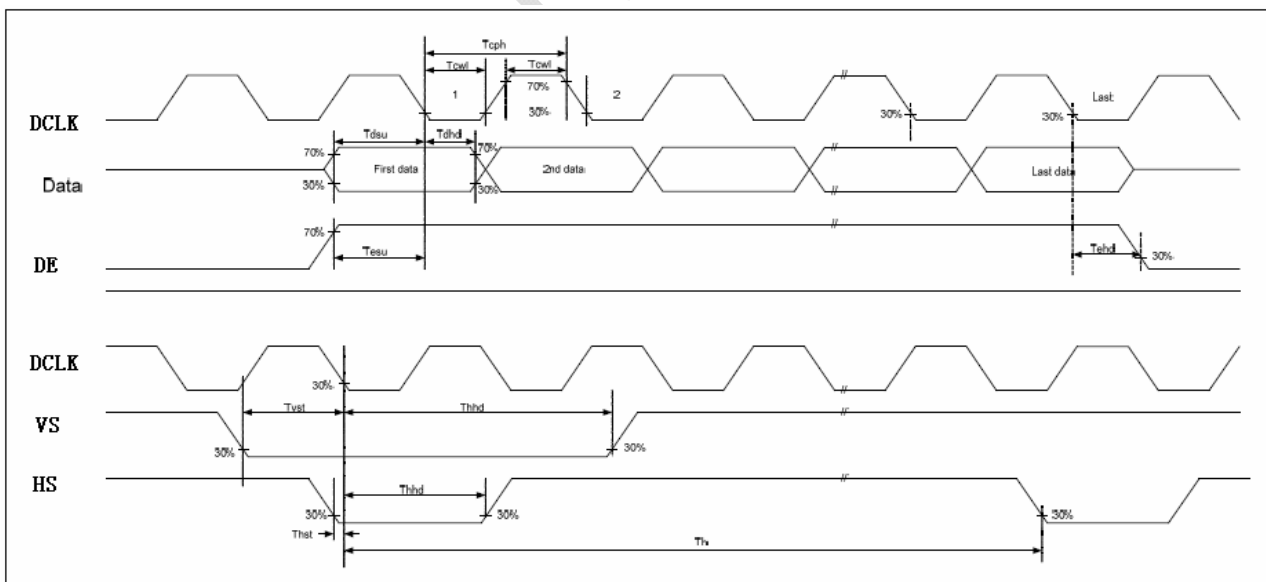 Tcph
Tcwl Tcwl
1 70% 2 Last
30% 30% 30%
DCLK
Tdsu Tdhd
70% 70%
First data 2nd data Last data
Data 30% 30%
70%
Tesu Tehd
DE 30%
DCLK
30%
Tvst Thhd
VS
30% 30%
HS
Thhd
30% 30% 30%
Thst
Th